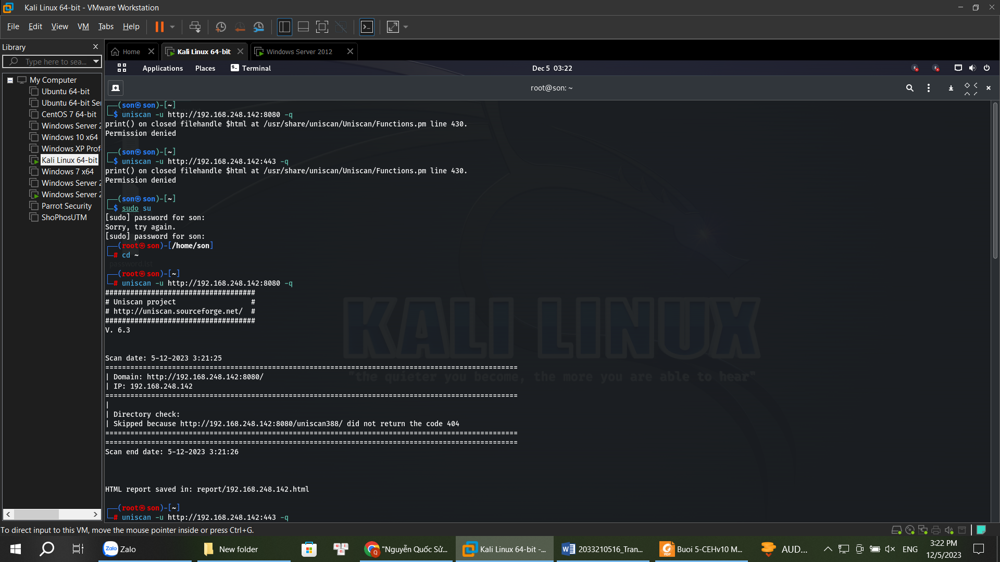 Kali Linux 64-bit - VMware Workstation
File Edit View VM Tabs Help
Library
Type here to sea...
My Computer
Ubuntu 64-bit
Ubuntu 64-bit Ser
CentOS 7 64-bit
Windows Server 2
Windows 10 x64
Windows XP Prof
Kali Linux 64-bit
Windows 7 x64
Windows Server 2
Windows Server 2
Parrot Security
ShoPhosUTM
Home Kali Linux 64-bit Windows Server 2012
Applications Places Terminal Dec 5 03:22
root@son: ~
(son㉿son)-[~]
$ uniscan -u http://192.168.248.142:8080 -q
print() on closed filehandle $html at /usr/share/uniscan/Uniscan/Functions.pm line 430.
Permission denied
(son㉿son)-[~]
$ uniscan -u http://192.168.248.142:443 -q
print() on closed filehandle $html at /usr/share/uniscan/Uniscan/Functions.pm line 430.
Permission denied
(son㉿son)-[~]
$ sudo su
[sudo] password for son:
Sorry, try again.
[sudo] password for son:
(root㉿son)-[/home/son]
# cd ~
password.lst
(root㉿son)-[~]
# uniscan -u http://192.168.248.142:8080 -q
####################################
# Uniscan project #
# http://uniscan.sourceforge.net/ #
####################################
V. 6.3
Scan date: 5-12-2023 3:21:25
===================================================================================================
| Domain: http://192.168.248.142:8080/
| IP: 192.168.248.142
===================================================================================================
|
| Directory check:
| Skipped because http://192.168.248.142:8080/uniscan388/ did not return the code 404
===================================================================================================
===================================================================================================
Scan end date: 5-12-2023 3:21:26
HTML report saved in: report/192.168.248.142.html
(root㉿son)-[~]
# uniscan -u http://192.168.248.142:443 -q
KALI LINUX
"the quieter you become, the more you are able to hear"
To direct input to this VM, move the mouse pointer inside or press Ctrl+G.
Zalo
New folder
"Nguyễn Quốc Sử...
Kali Linux 64-bit -...
2033210516_Tran...
Buoi 5-CEHv10 M...
AUD...
ENG
3:22 PM
12/5/2023